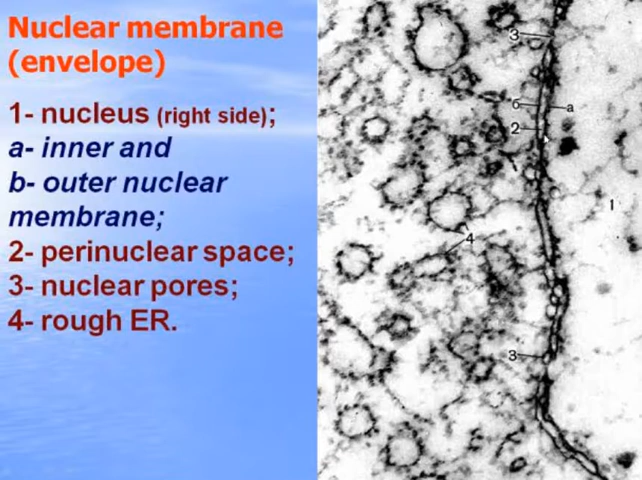 Nuclear membrane
(envelope)
1- nucleus (right side);
a- inner and
b- outer nuclear
membrane;
2- perinuclear space;
3- nuclear pores;
4- rough ER.
3
б
a
2
1
4
3